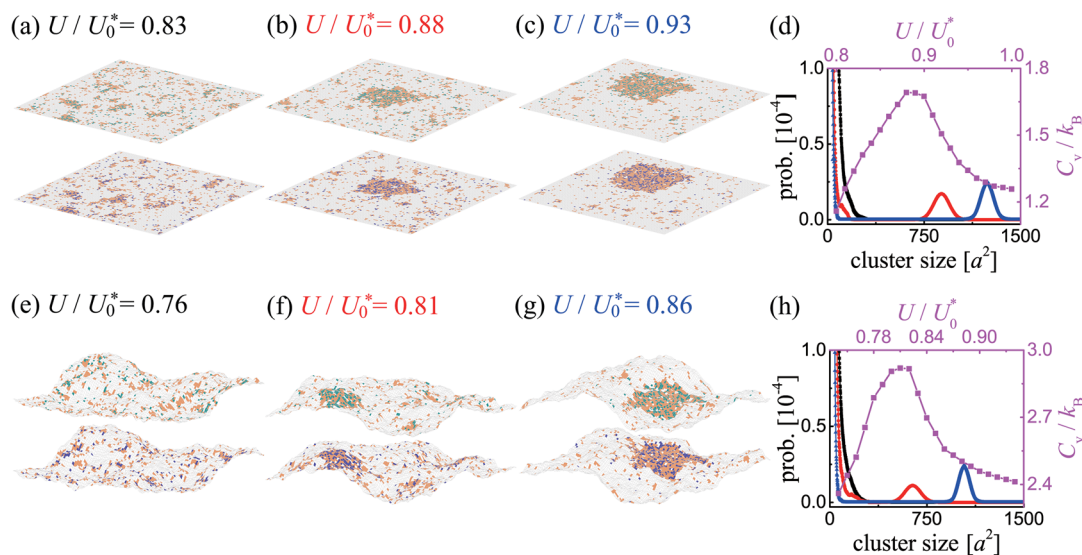 (a) U / U₀* = 0.83
(b) U / U₀* = 0.88
(c) U / U₀* = 0.93
(d)
U / U₀*
0.8 0.9 1.0
1.0
0.5
0.0
prob. [10⁻⁴]
1.8
1.5
1.2
Cᵥ / k_B
0 750 1500
cluster size [a²]
(e) U / U₀* = 0.76
(f) U / U₀* = 0.81
(g) U / U₀* = 0.86
(h)
U / U₀*
0.78 0.84 0.90
1.0
0.5
0.0
prob. [10⁻⁴]
3.0
2.7
2.4
Cᵥ / k_B
0 750 1500
cluster size [a²]